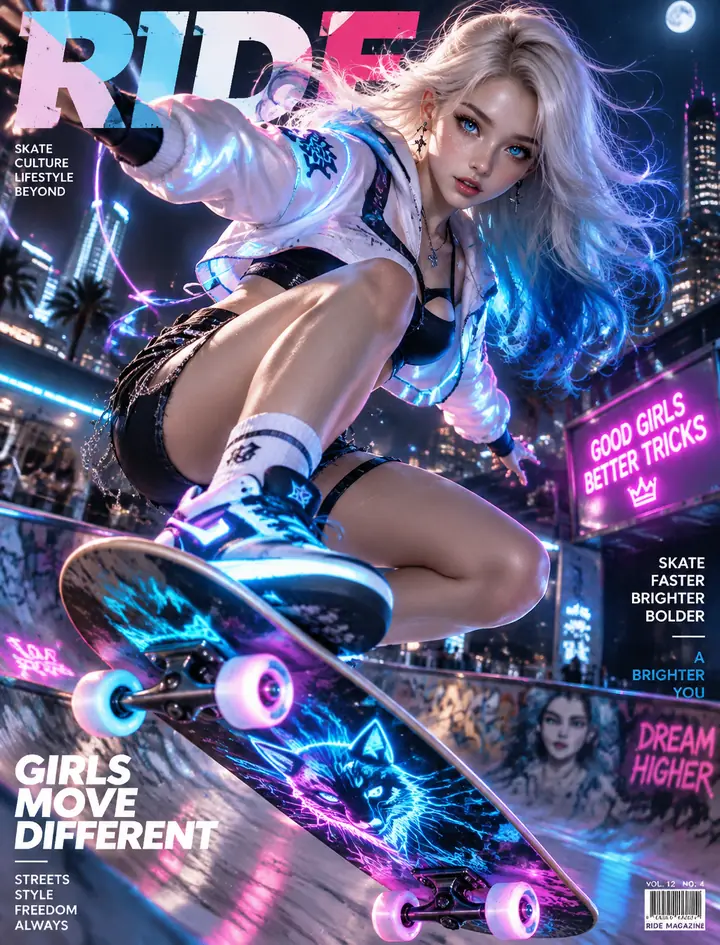 RIDE
SKATE
CULTURE
LIFESTYLE
BEYOND
GOOD GIRLS
BETTER TRICKS
SKATE
FASTER
BRIGHTER
BOLDER
A
BRIGHTER
YOU
DREAM
HIGHER
GIRLS
MOVE
DIFFERENT
STREETS
STYLE
FREEDOM
ALWAYS
VOL. 12 NO. 4
RIDE MAGAZINE